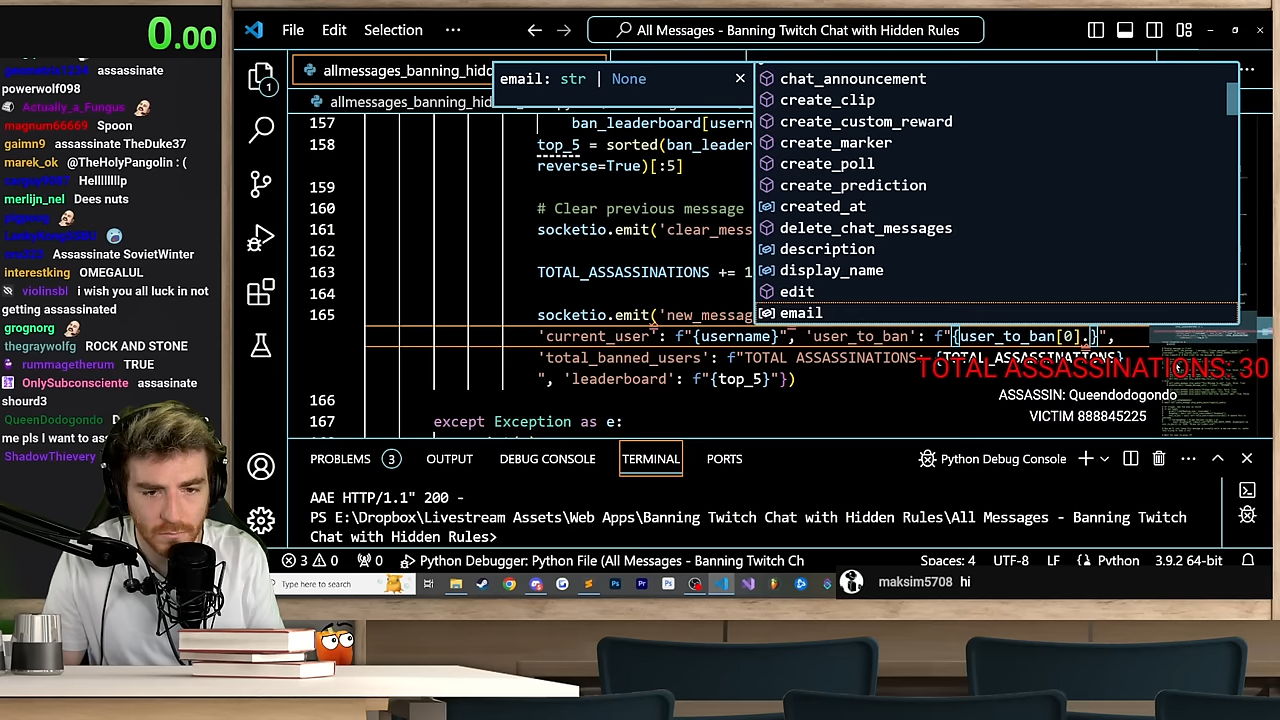 0.00
assassinate
powerwolf098
Actually_a_Fungus
magnum66669 Spoon
gaimn9 assassinate TheDuke37
marek_ok @TheHolyPangolin : (
Hellllllllp
merlijn_nel Dees nuts
Assassinate SovietWinter
interestking OMEGALUL
violinsbl i wish you all luck in not
getting assassinated
grognorg
thegraywolfg ROCK AND STONE
rummagetherum TRUE
OnlySubconsciente assasinate
shourd3
QueenDodogondo
me pls I want to
ShadowThievery
File Edit Selection ···
All Messages - Banning Twitch Chat with Hidden Rules
1
allmessages_banning_hidd
allmessages_banning_hid
email: str | None
chat_announcement
create_clip
create_custom_reward
create_marker
create_poll
create_prediction
created_at
delete_chat_messages
description
display_name
edit
email
157 ban_leaderboard[usern
158 top_5 = sorted(ban_leader
reverse=True)[:5]
159
160 # Clear previous message
161 socketio.emit('clear_mess
162
163 TOTAL_ASSASSINATIONS += 1
164
165 socketio.emit('new_messag
'current_user': f"{username}", 'user_to_ban': f"{user_to_ban[0].}",
'total_banned_users': f"TOTAL ASSASSINATIONS: {TOTAL_ASSASSINATIONS}
", 'leaderboard': f"{top_5}"})
166
167 except Exception as e:
TOTAL ASSASSINATIONS: 30
ASSASSIN: Queendodogondo
VICTIM 888845225
PROBLEMS 3 OUTPUT DEBUG CONSOLE TERMINAL PORTS
Python Debug Console
AAE HTTP/1.1" 200 -
PS E:\Dropbox\Livestream Assets\Web Apps\Banning Twitch Chat with Hidden Rules\All Messages - Banning Twitch
Chat with Hidden Rules>
3 0 0 Python Debugger: Python File (All Messages - Banning Twitch Ch Spaces: 4 UTF-8 LF Python 3.9.2 64-bit
Type here to search
maksim5708 hi